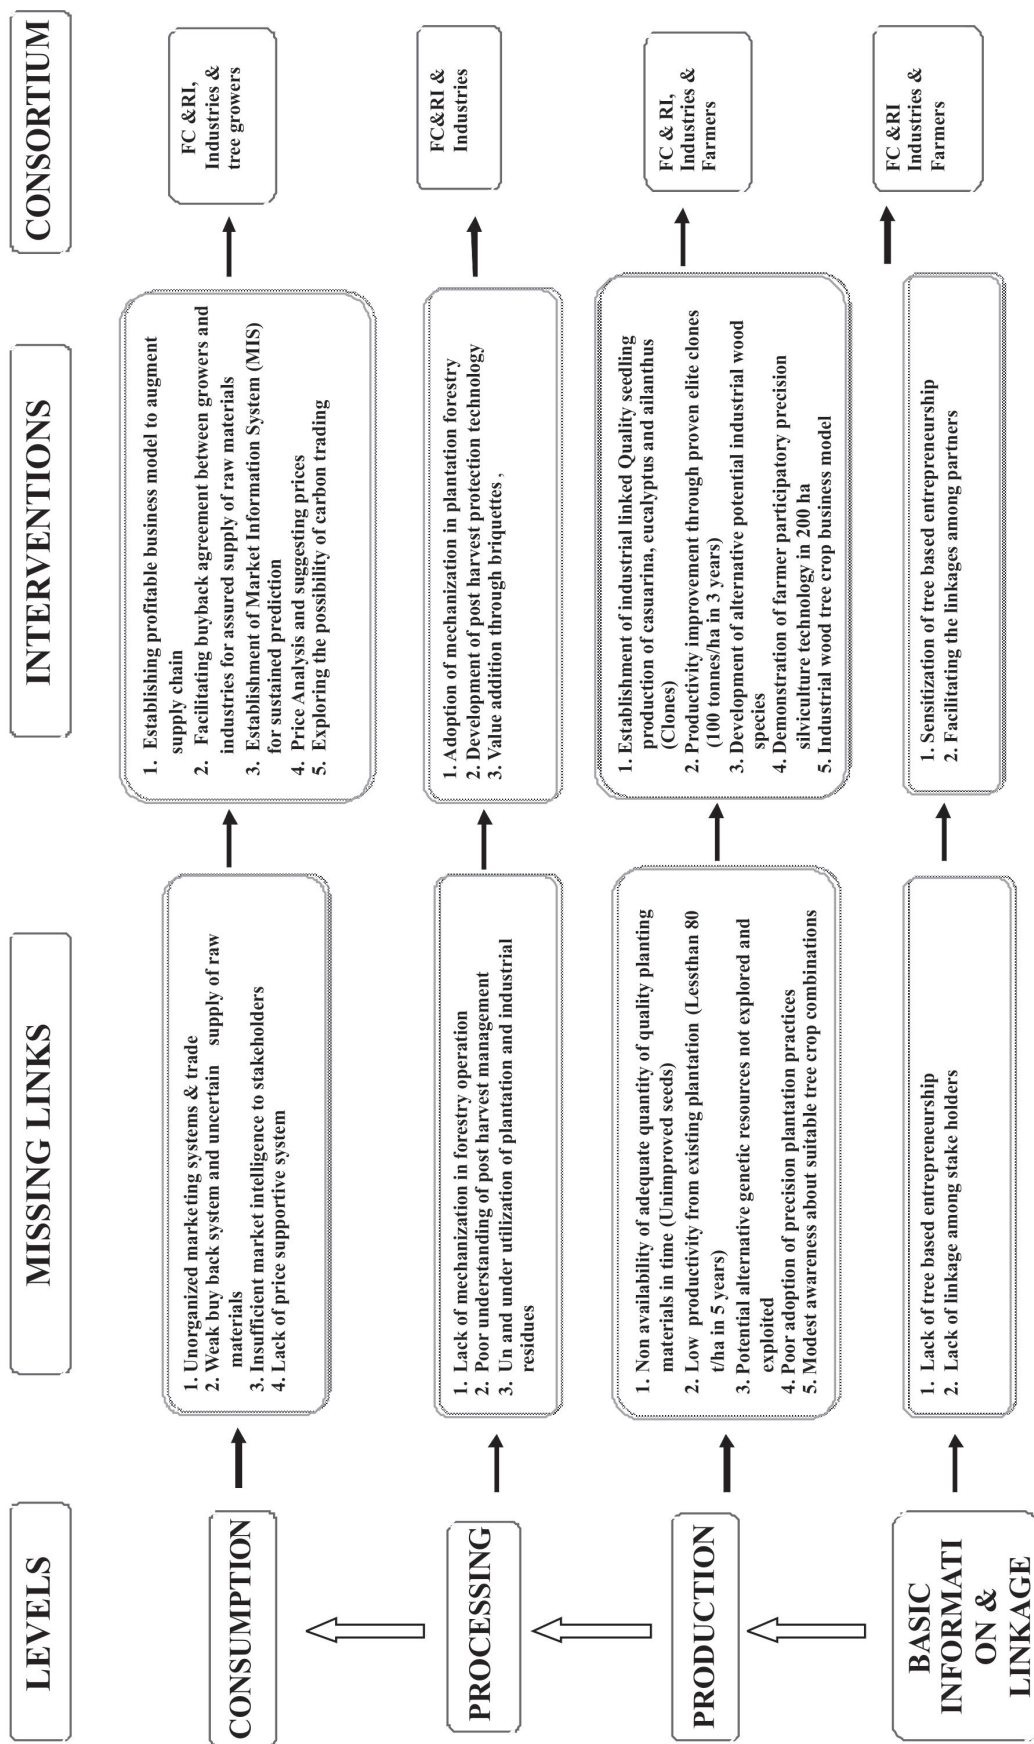 LEVELS
MISSING LINKS
INTERVENTIONS
CONSORTIUM
CONSUMPTION
1. Unorganized marketing systems & trade
2. Weak buy back system and uncertain supply of raw
materials
3. Insufficient market intelligence to stakeholders
4. Lack of price supportive system
1. Establishing profitable business model to augment
supply chain
2. Facilitating buyback agreement between growers and
industries for assured supply of raw materials
3. Establishment of Market Information System (MIS)
for sustained prediction
4. Price Analysis and suggesting prices
5. Exploring the possibility of carbon trading
FC &RI,
Industries &
tree growers
PROCESSING
1. Lack of mechanization in forestry operation
2. Poor understanding of post harvest management
3. Un and under utilization of plantation and industrial
residues
1. Adoption of mechanization in plantation forestry
2. Development of post harvest protection technology
3. Value addition through briquettes ,
FC&RI &
Industries
PRODUCTION
1. Non availability of adequate quantity of quality planting
materials in time (Unimproved seeds)
2. Low productivity from existing plantation (Lessthan 80
t/ha in 5 years)
3. Potential alternative genetic resources not explored and
exploited
4. Poor adoption of precision plantation practices
5. Modest awareness about suitable tree crop combinations
1. Establishment of industrial linked Quality seedling
production of casuarina, eucalyptus and ailanthus
(Clones)
2. Productivity improvement through proven elite clones
(100 tonnes/ha in 3 years)
3. Development of alternative potential industrial wood
species
4. Demonstration of farmer participatory precision
silviculture technology in 200 ha
5. Industrial wood tree crop business model
FC & RI,
Industries &
Farmers
BASIC
INFORMATI
ON &
LINKAGE
1. Lack of tree based entrepreneurship
2. Lack of linkage among stake holders
1. Sensitization of tree based entrepreneurship
2. Facilitating the linkages among partners
FC &RI
Industries &
Farmers